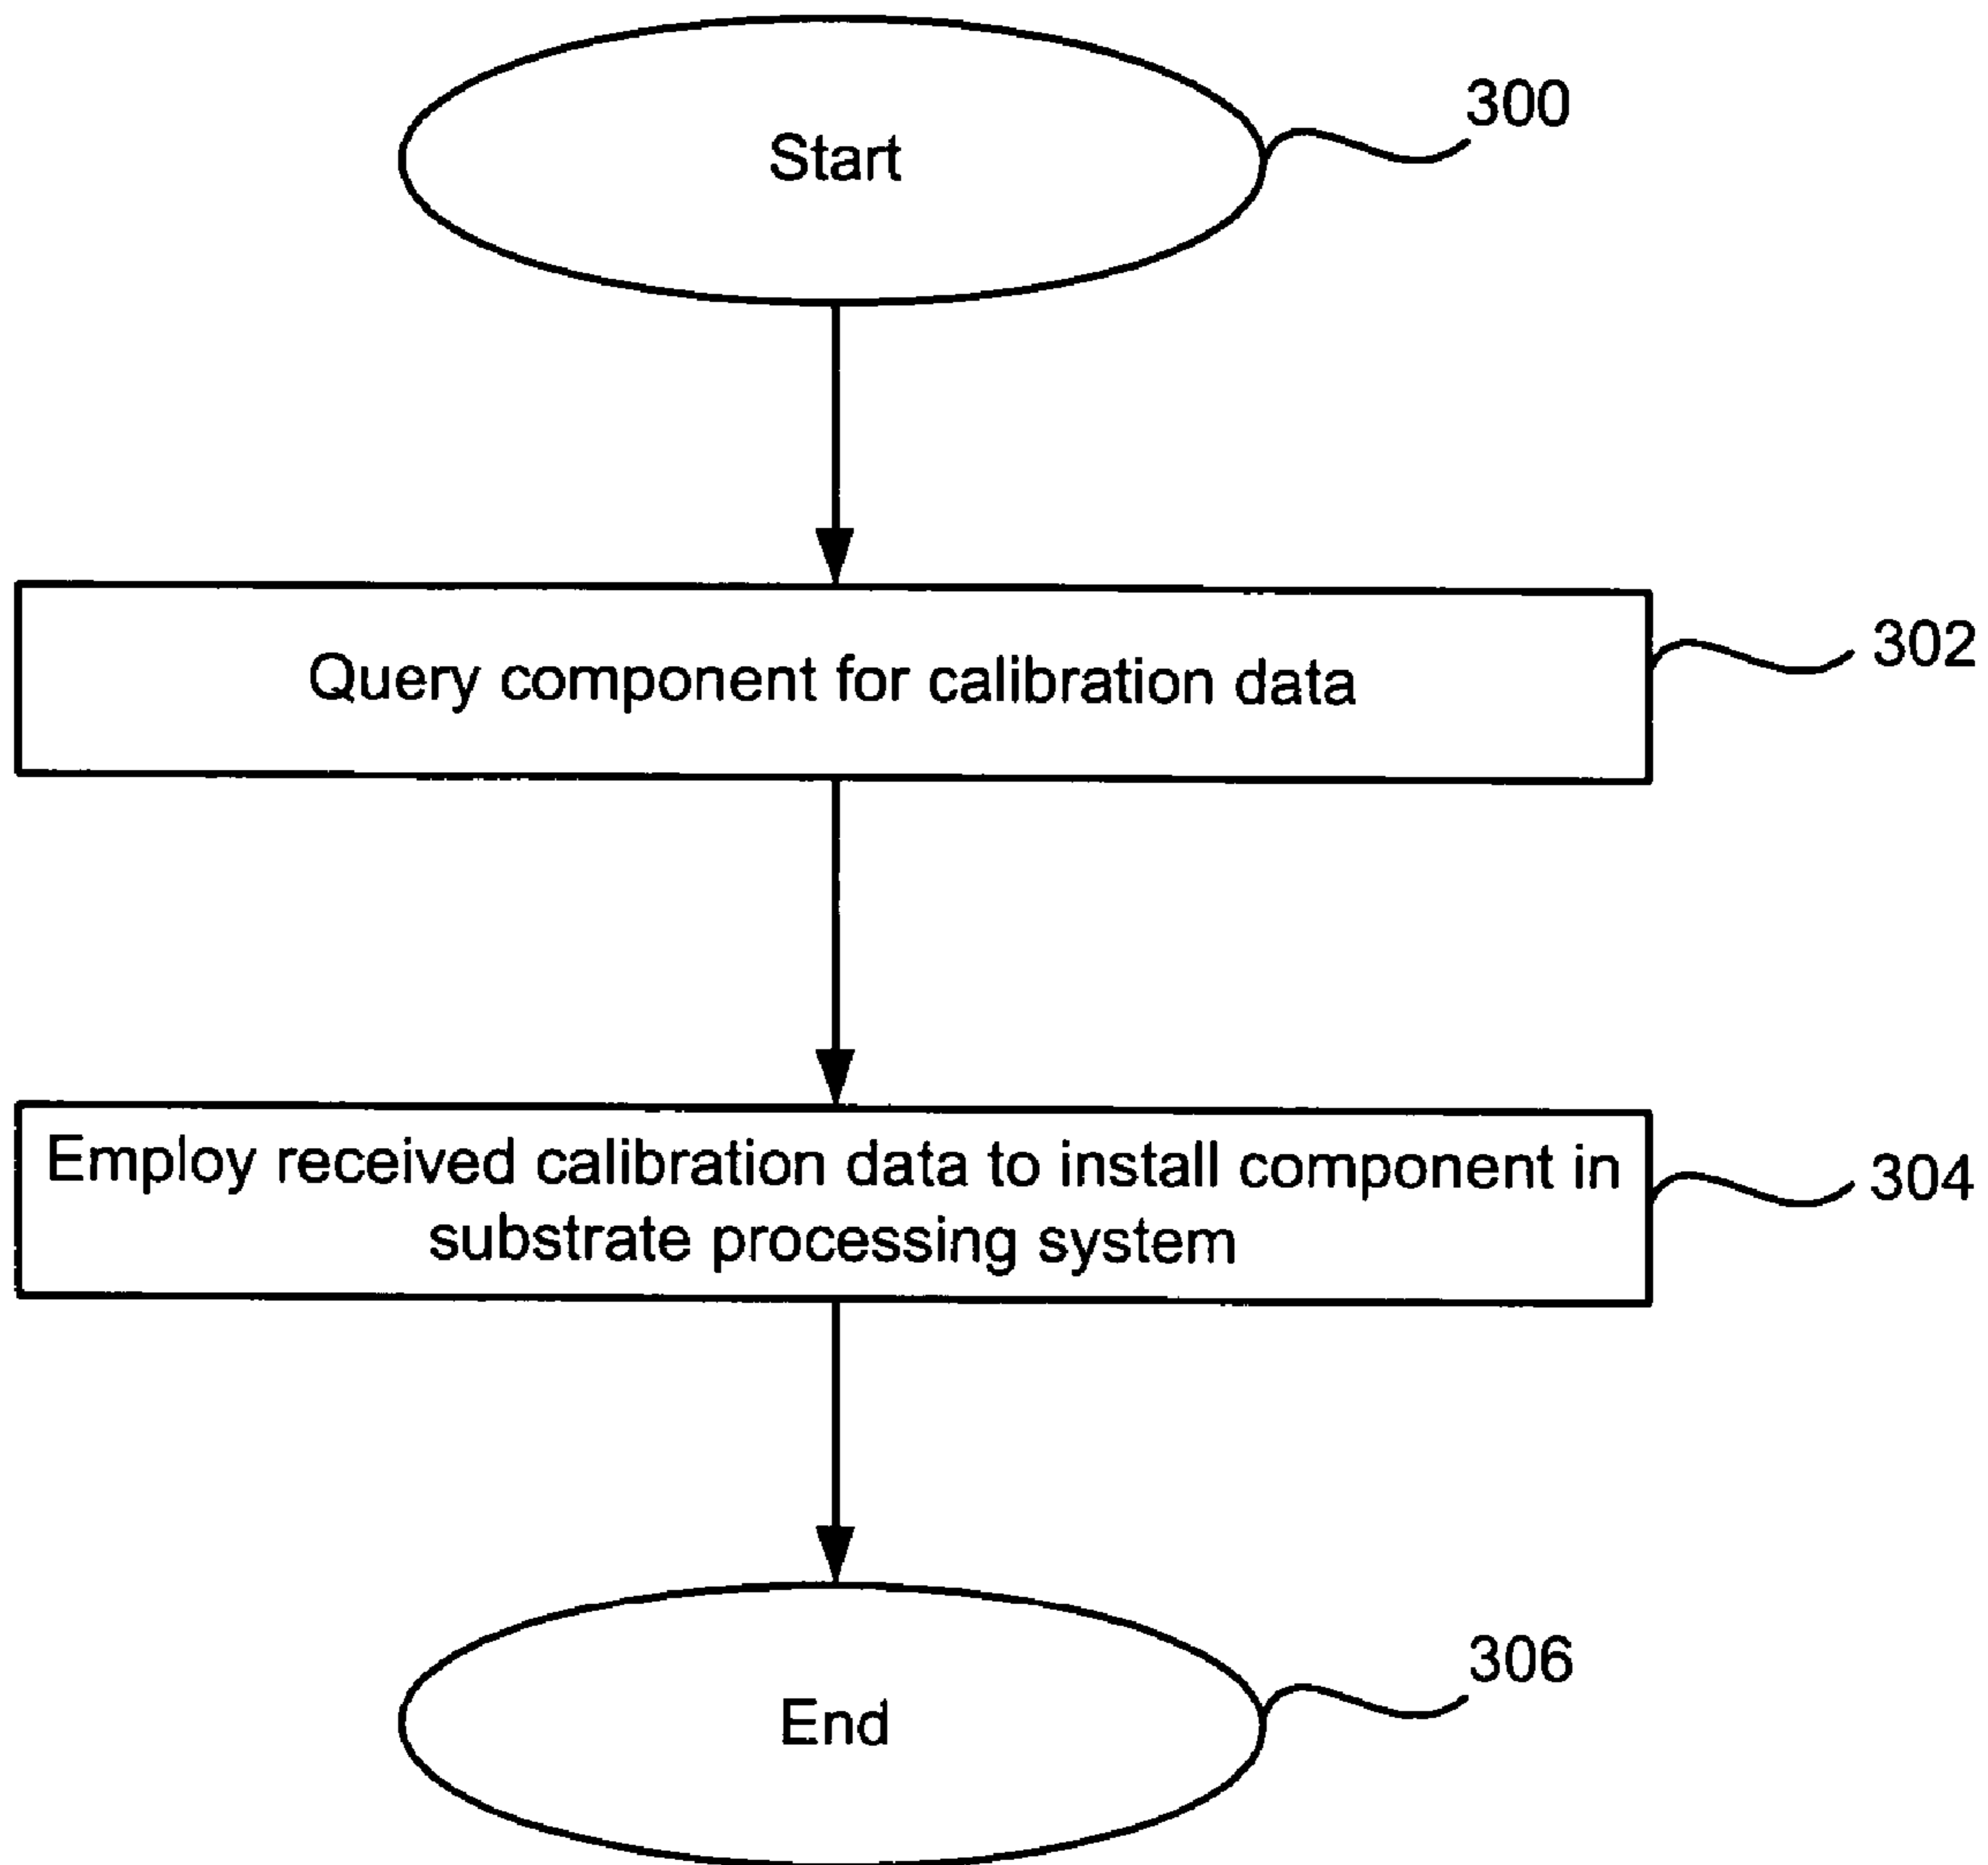 Start
300
Query component for calibration data
302
Employ received calibration data to install component in
substrate processing system
304
End
306